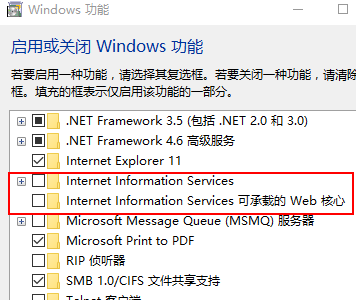 Windows 功能
启用或关闭 Windows 功能
若要启用一种功能，请选择其复选框。若要关闭一种功能，请清除
框。填充的框表示仅启用该功能的一部分。
.NET Framework 3.5 (包括 .NET 2.0 和 3.0)
.NET Framework 4.6 高级服务
Internet Explorer 11
Internet Information Services
Internet Information Services 可承载的 Web 核心
Microsoft Message Queue (MSMQ) 服务器
Microsoft Print to PDF
RIP 侦听器
SMB 1.0/CIFS 文件共享支持
Telnet 客户端